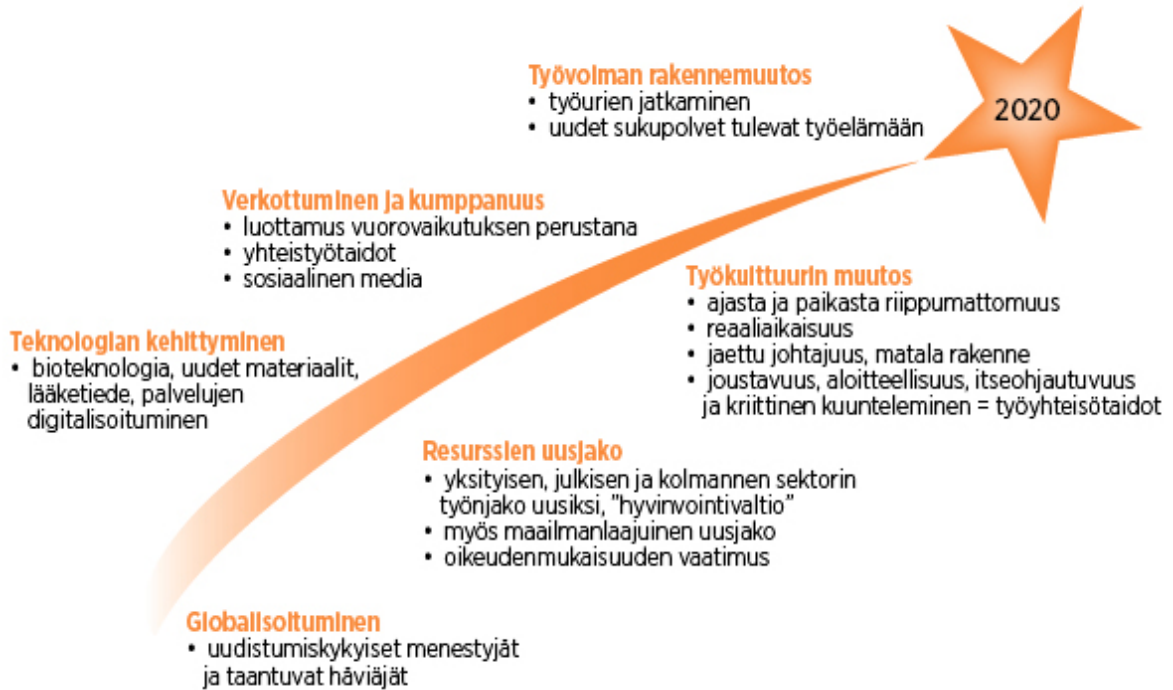 Työvoiman rakennemuutos
• työurien jatkaminen
• uudet sukupolvet tulevat työelämään
2020
Verkottuminen ja kumppanuus
• luottamus vuorovaikutuksen perustana
• yhteistyötaidot
• sosiaalinen media
Työkulttuurin muutos
• ajasta ja paikasta riippumattomuus
• reaaliaikaisuus
• jaettu johtajuus, matala rakenne
• joustavuus, aloitteellisuus, itseohjautuvuus
ja kriittinen kuunteleminen = työyhteisötaidot
Teknologian kehittyminen
• bioteknologia, uudet materiaalit,
lääketiede, palvelujen
digitalisoituminen
Resurssien uusjako
• yksityisen, julkisen ja kolmannen sektorin
työnjako uusiksi, ”hyvinvointivaltio”
• myös maailmanlaajuinen uusjako
• oikeudenmukaisuuden vaatimus
Globalisoituminen
• uudistumiskykyiset menestyjät
ja taantuvat häviäjät